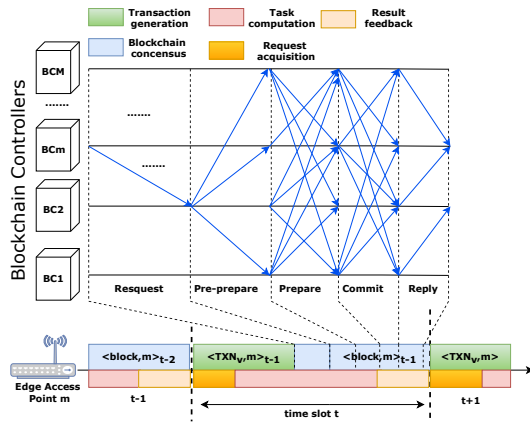 Transaction
generation
Task
computation
Result
feedback
Blockchain
concensus
Request
acquisition
Blockchain Controllers
BCM
........
BCm
BC2
BC1
........
........
Resquest
Pre-prepare
Prepare
Commit
Reply
Edge Access
Point m
<block,m>t-2
<TXNv,m>t-1
<block,m>t-1
<TXNv,m>
t-1
time slot t
t+1